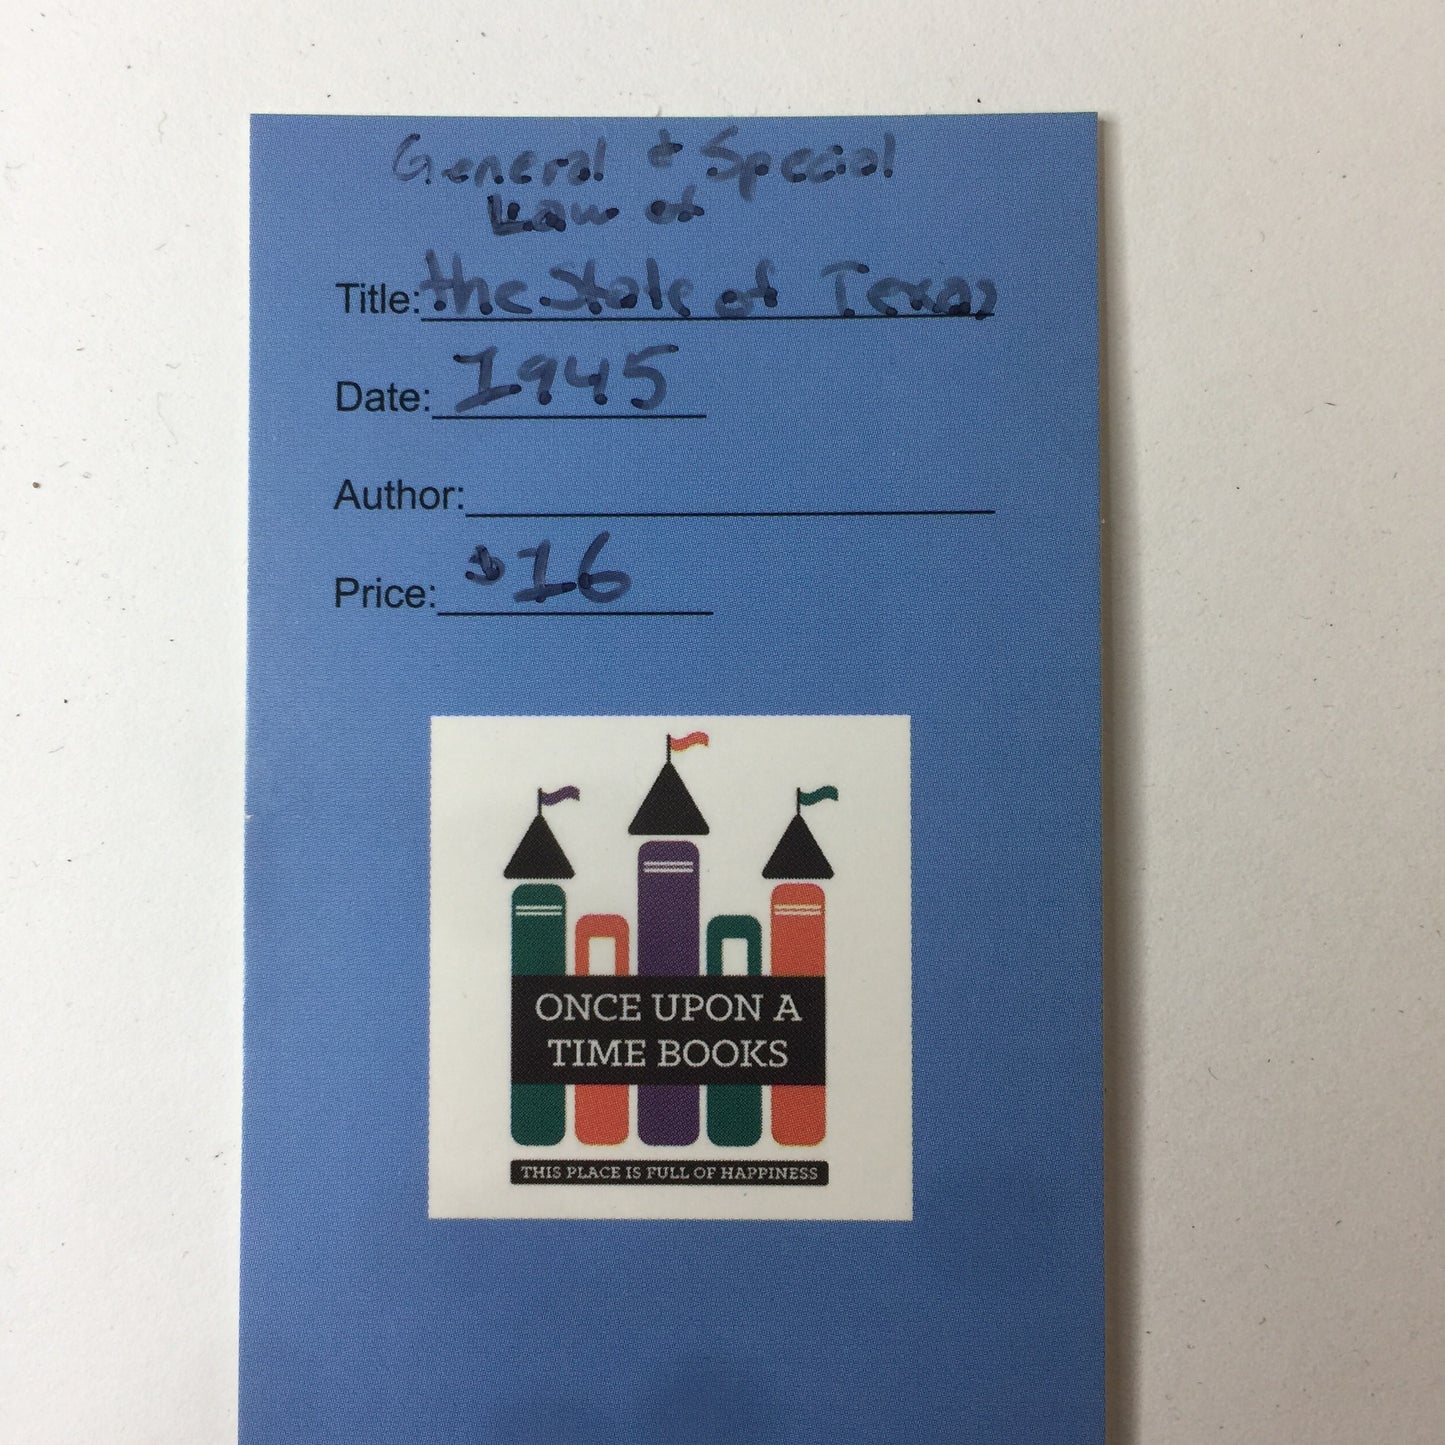 General & Special
Law of
Title: the State of Texas
Date: 1945
Author:
Price: $16
ONCE UPON A
TIME BOOKS
THIS PLACE IS FULL OF HAPPINESS